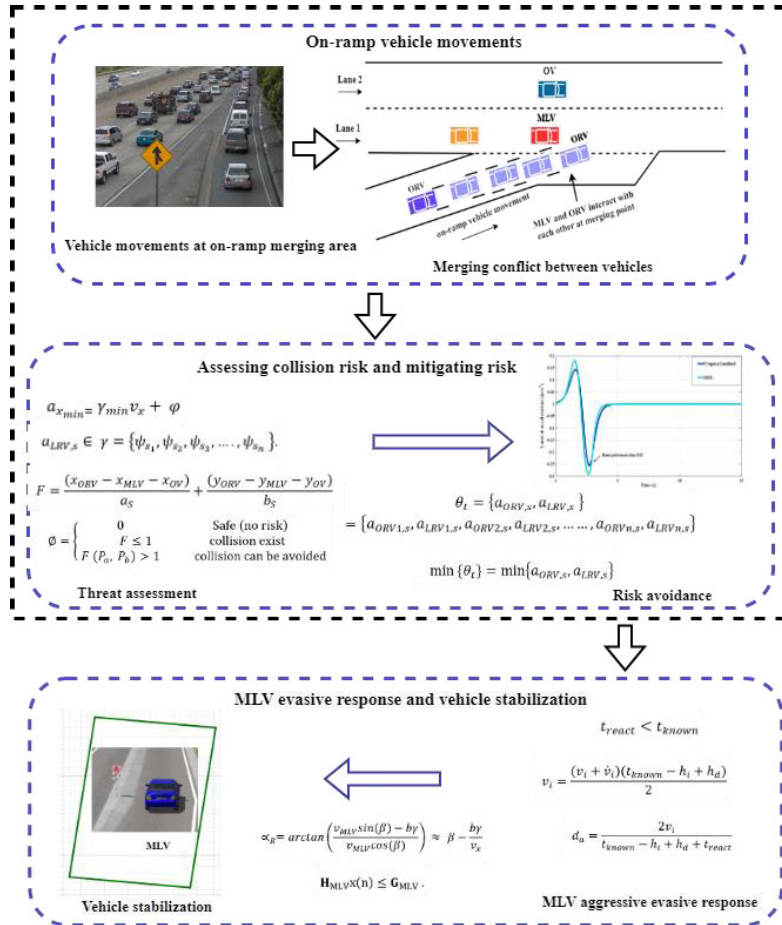 On-ramp vehicle movements
Lane 2
OV
Lane 1
MLV
ORV
ORV
on-ramp vehicle movement
MLV and ORV interact with
each other at merging point
Vehicle movements at on-ramp merging area
Merging conflict between vehicles
Assessing collision risk and mitigating risk
a_{x_{min}} = γ_{min}v_x + φ
a_{LRV,s} ∈ γ = {ψ_{s_1}, ψ_{s_2}, ψ_{s_3}, ...., ψ_{s_n}}.
F = \frac{(x_{ORV} − x_{MLV} − x_{OV})}{a_S} + \frac{(y_{ORV} − y_{MLV} − y_{OV})}{b_S}
∅ = { 0 Safe (no risk)
F ≤ 1 collision exist
F (P_a, P_b) > 1 collision can be avoided
Threat assessment
Time (s)
θ_t = {a_{ORV,s}, a_{LRV,s} }
= {a_{ORV1,s}, a_{LRV1,s}, a_{ORV2,s}, a_{LRV2,s}, ... ..., a_{ORVn,s}, a_{LRVn,s}}
min {θ_t} = min{a_{ORV,s}, a_{LRV,s}}
Risk avoidance
MLV evasive response and vehicle stabilization
MLV
Vehicle stabilization
∝_R = arctan(\frac{v_{MLV}sin(β) − bγ}{v_{MLV}cos(β)}) ≈ β − \frac{bγ}{v_x}
H_{MLV}x(n) ≤ G_{MLV} .
t_{react} < t_{known}
v_i = \frac{(v_i + \dot{v}_i)(t_{known} − h_i + h_d)}{2}
d_a = \frac{2v_i}{t_{known} − h_i + h_d + t_{react}}
MLV aggressive evasive response